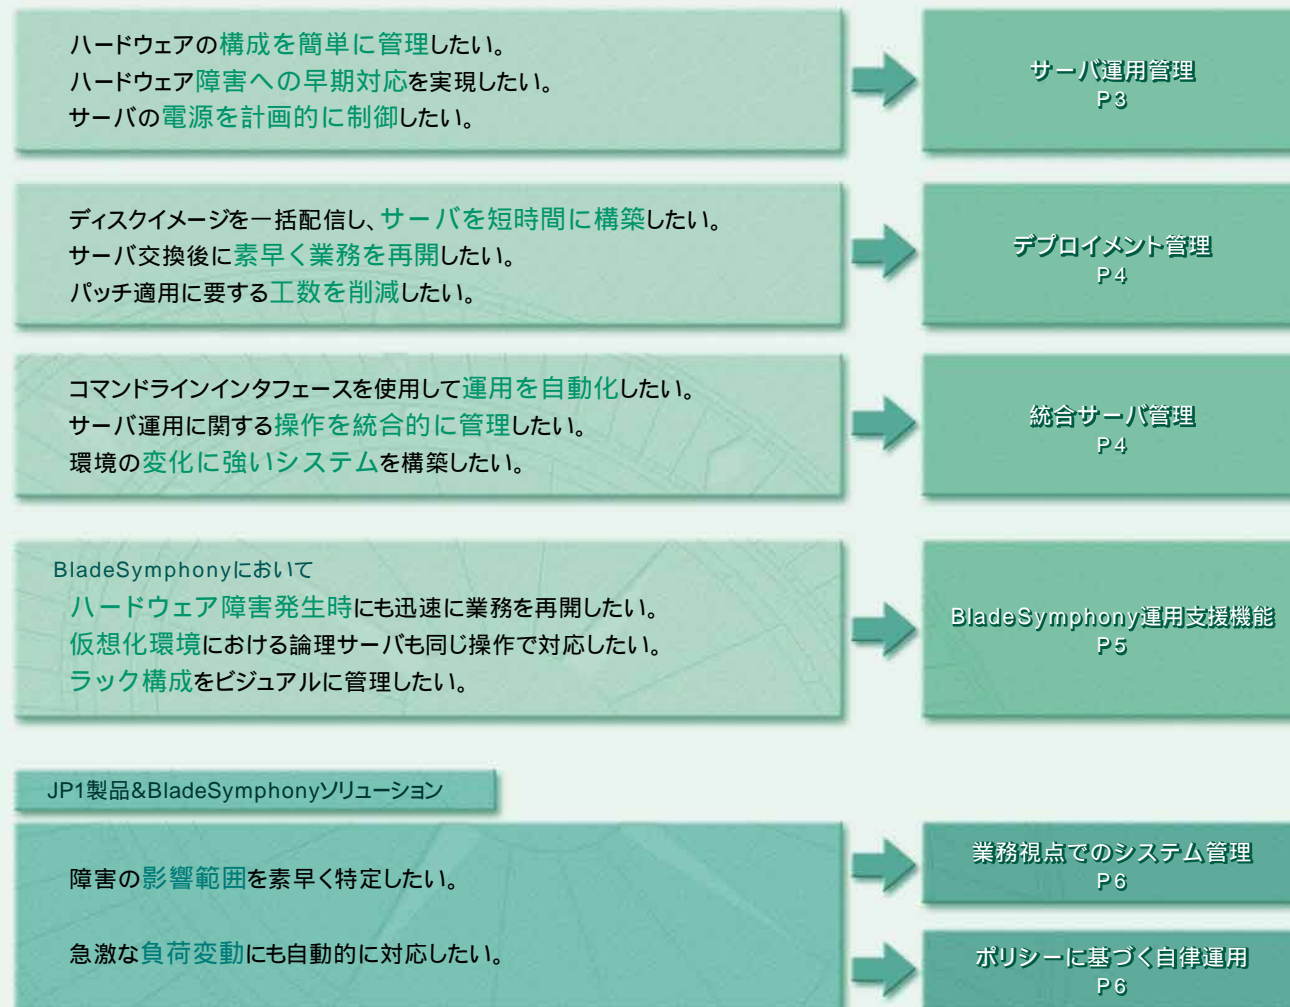 ハードウェアの構成を簡単に管理したい。
ハードウェア障害への早期対応を実現したい。
サーバの電源を計画的に制御したい。
サーバ運用管理
P3
ディスクイメージを一括配信し、サーバを短時間に構築したい。
サーバ交換後に素早く業務を再開したい。
パッチ適用に要する工数を削減したい。
デプロイメント管理
P4
コマンドラインインタフェースを使用して運用を自動化したい。
サーバ運用に関する操作を統合的に管理したい。
環境の変化に強いシステムを構築したい。
統合サーバ管理
P4
BladeSymphonyにおいて
ハードウェア障害発生時にも迅速に業務を再開したい。
仮想化環境における論理サーバも同じ操作で対応したい。
ラック構成をビジュアルに管理したい。
BladeSymphony運用支援機能
P5
JP1製品&BladeSymphonyソリューション
障害の影響範囲を素早く特定したい。
業務視点でのシステム管理
P6
急激な負荷変動にも自動的に対応したい。
ポリシーに基づく自律運用
P6